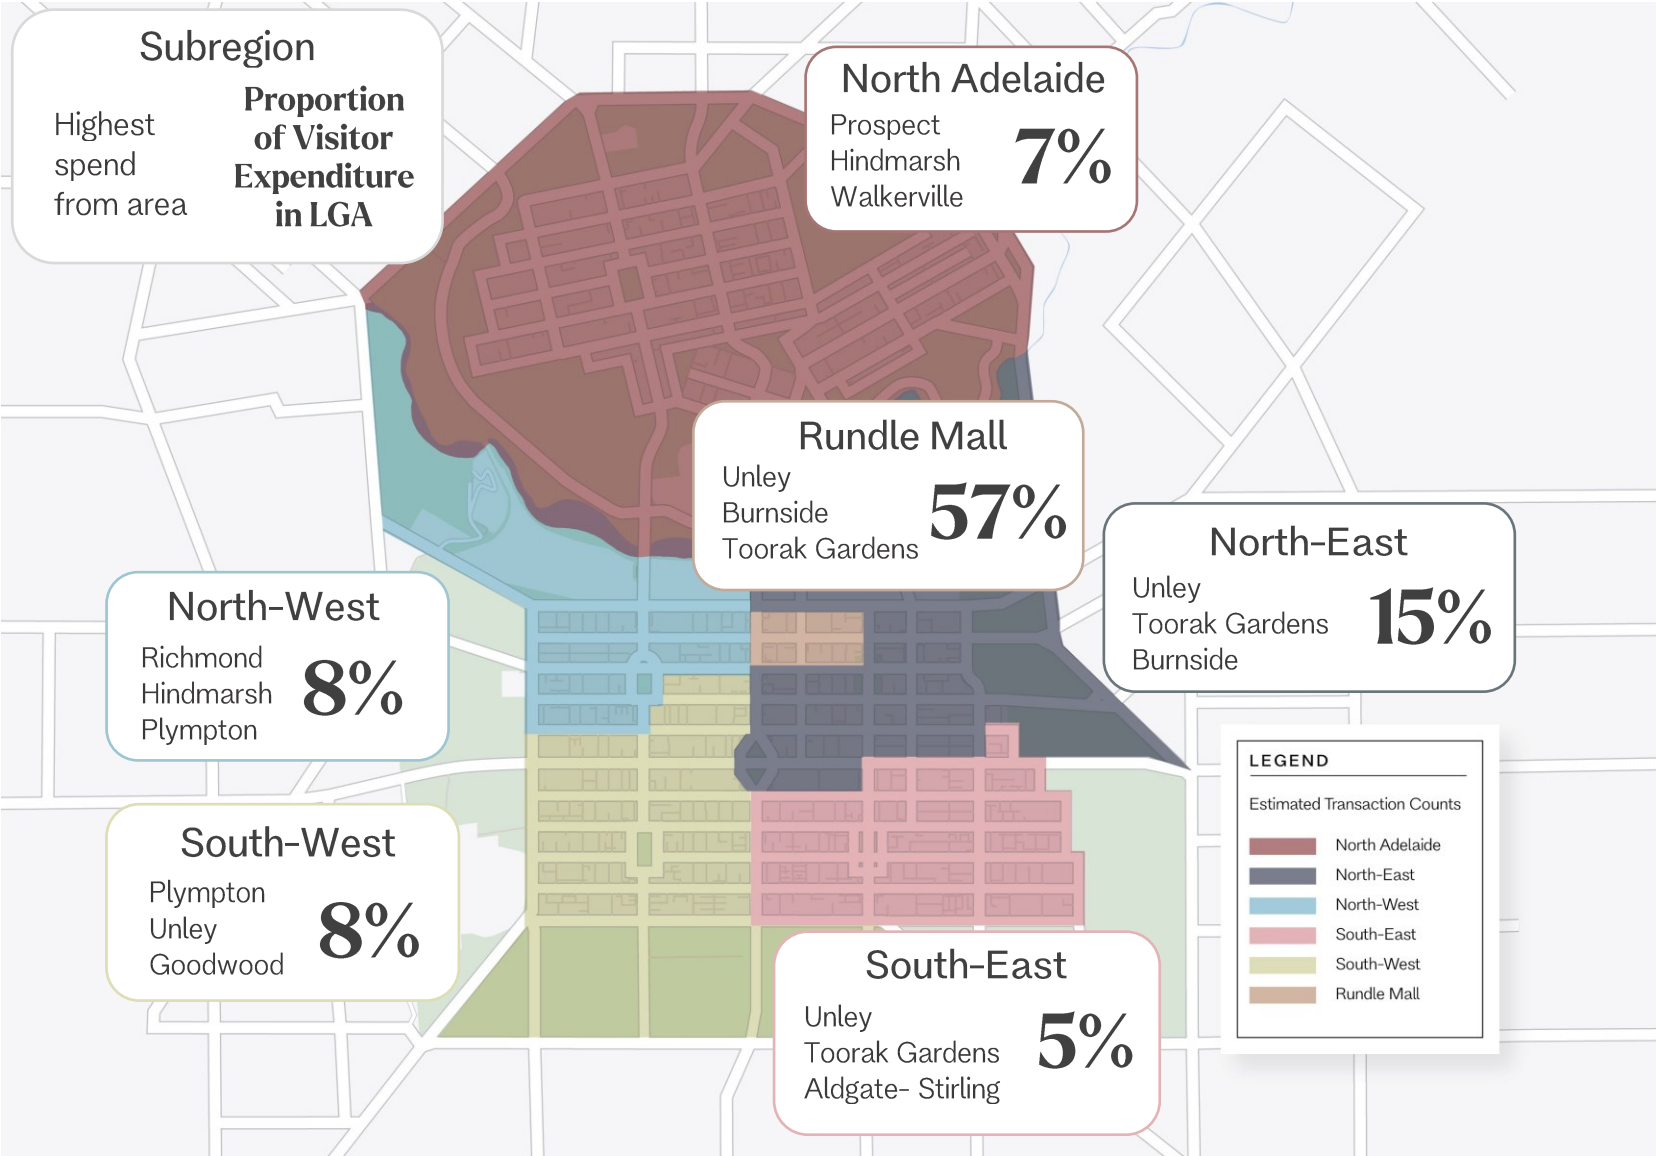 Subregion
Highest
spend
from area
Proportion
of Visitor
Expenditure
in LGA
North Adelaide
Prospect
Hindmarsh
Walkerville
7%
Rundle Mall
Unley
Burnside
Toorak Gardens
57%
North-East
Unley
Toorak Gardens
Burnside
15%
North-West
Richmond
Hindmarsh
Plympton
8%
South-West
Plympton
Unley
Goodwood
8%
South-East
Unley
Toorak Gardens
Aldgate- Stirling
5%
LEGEND
Estimated Transaction Counts
North Adelaide
North-East
North-West
South-East
South-West
Rundle Mall